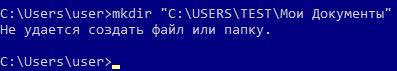 C:\Users\user>mkdir "C:\USERS\TEST\Мои Документы"
Не удается создать файл или папку.
C:\Users\user>_